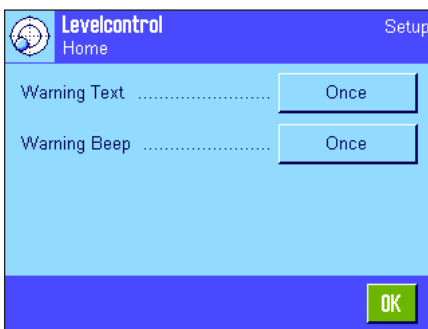 Levelcontrol Setup
Home
Warning Text ......................... Once
Warning Beep ........................ Once
OK